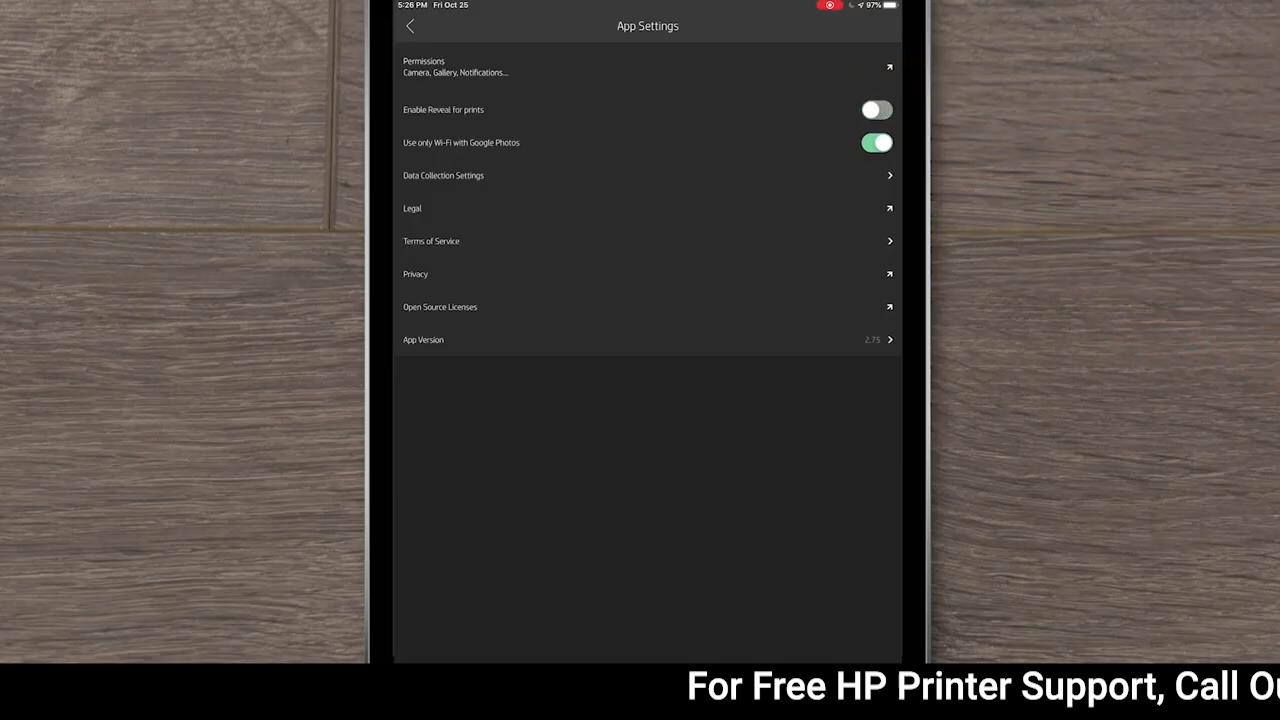 5:26 PM Fri Oct 25
97%
App Settings
Permissions
Camera, Gallery, Notifications...
Enable Reveal for prints
Use only Wi-Fi with Google Photos
Data Collection Settings
Legal
Terms of Service
Privacy
Open Source Licenses
App Version 2.75
For Free HP Printer Support, Call